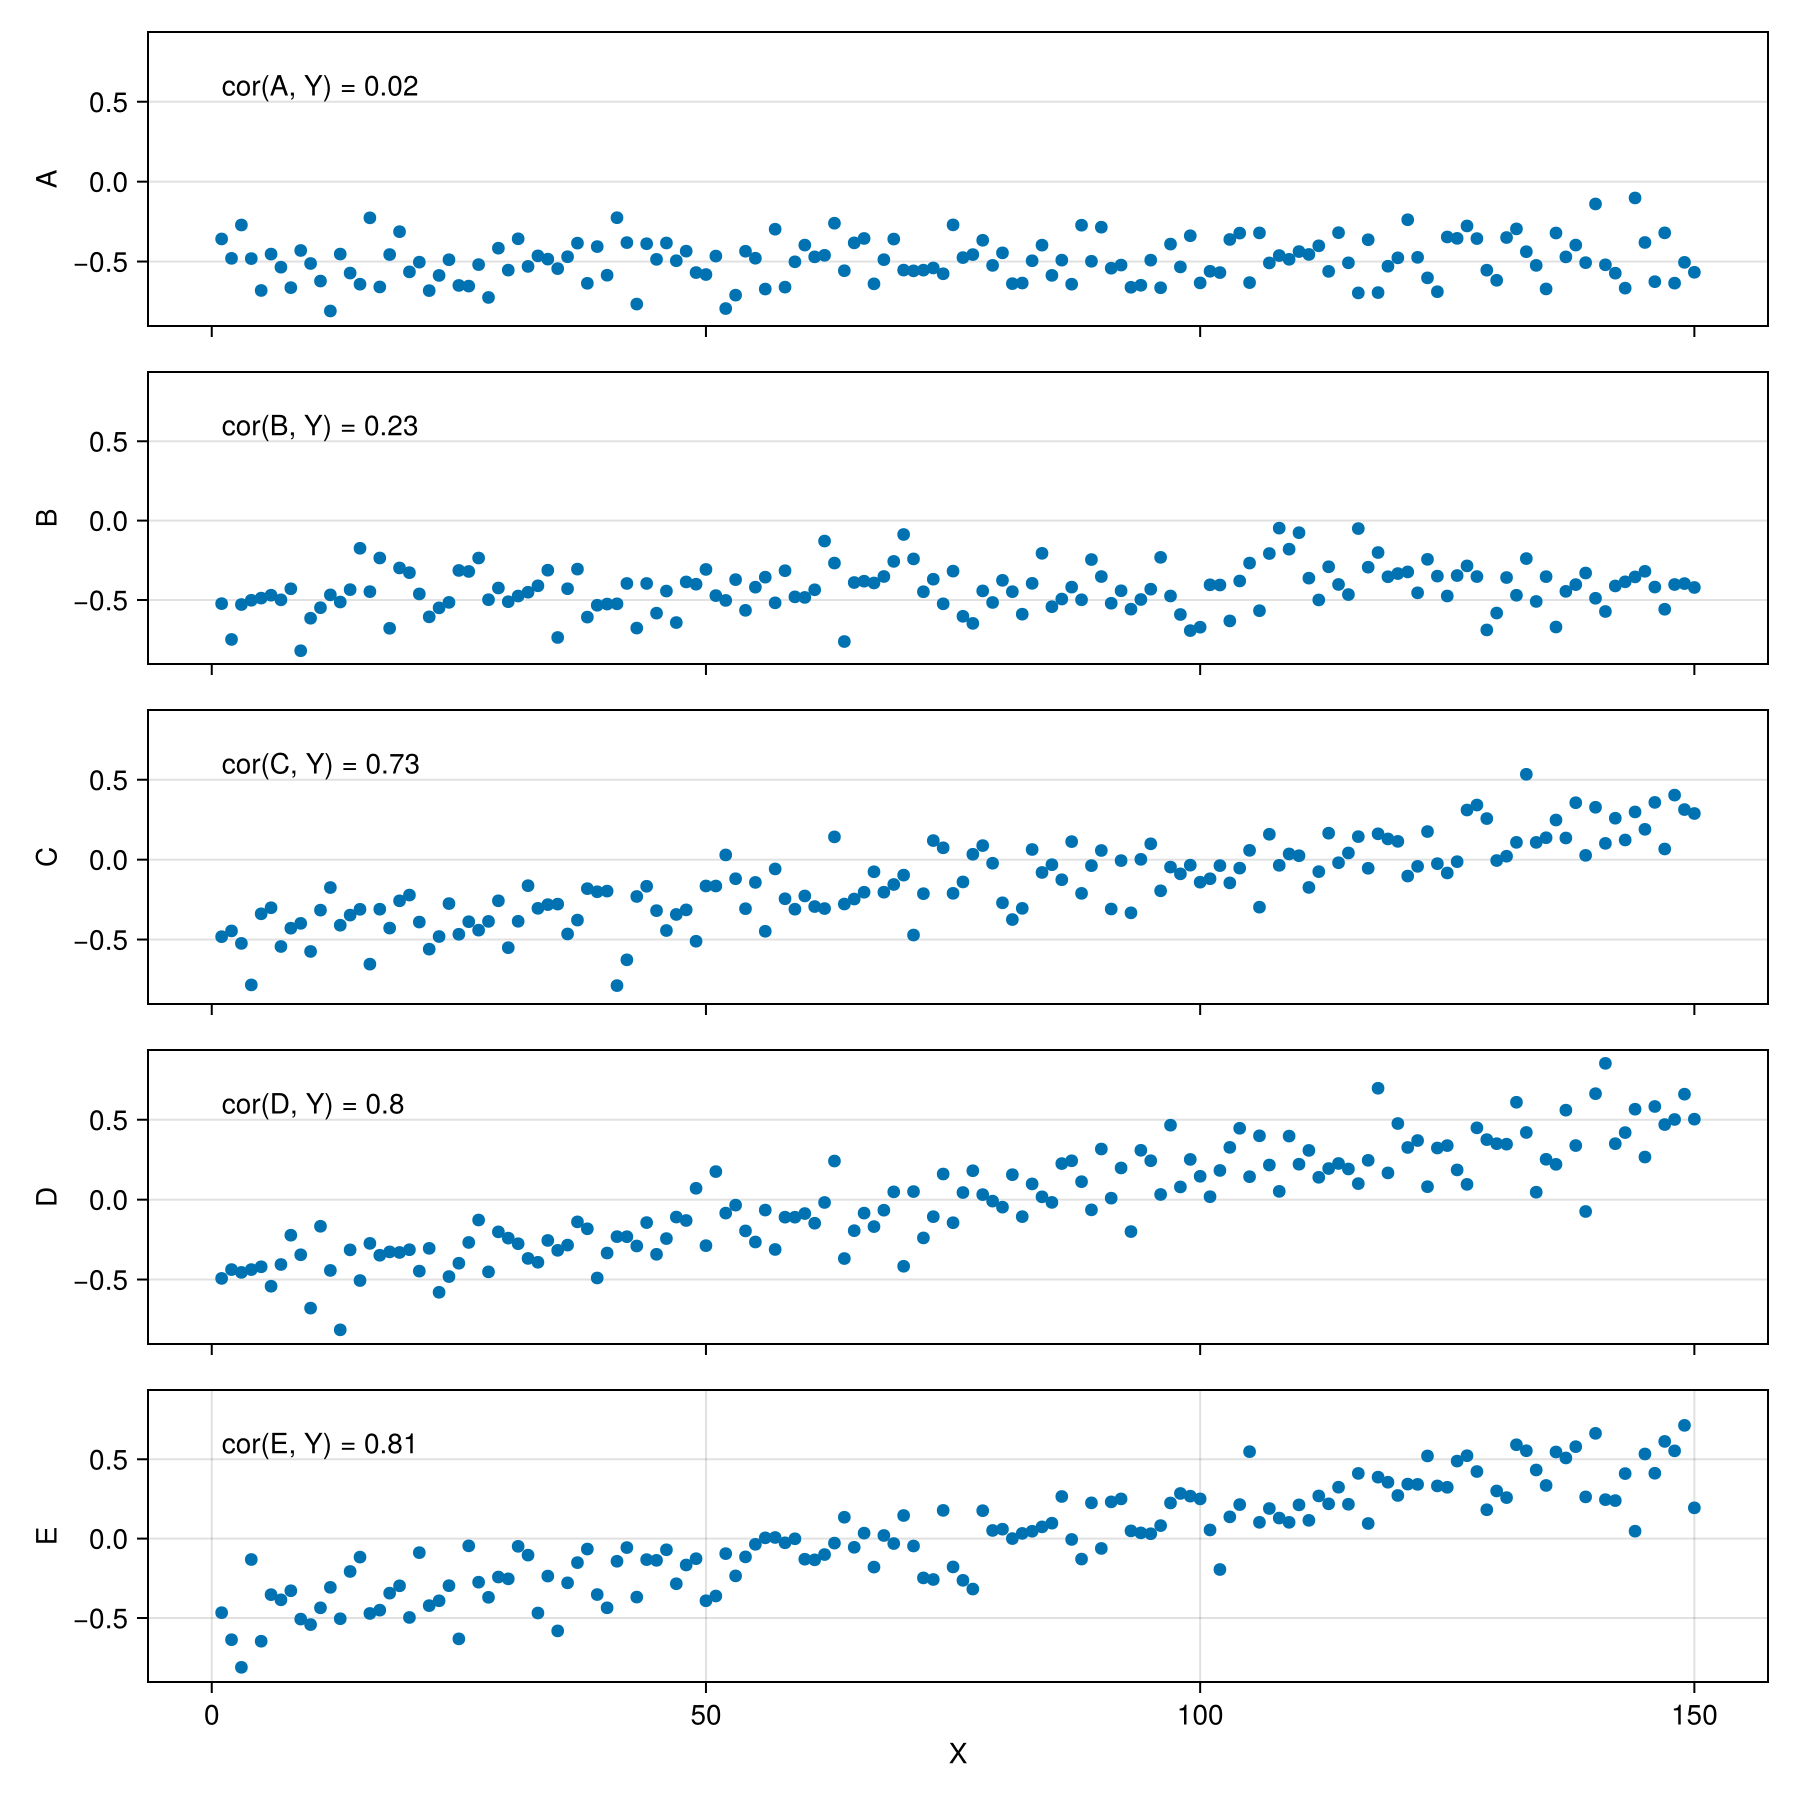 cor(A, Y) = 0.02
0.5
0.0
−0.5
A
cor(B, Y) = 0.23
0.5
0.0
−0.5
B
cor(C, Y) = 0.73
0.5
0.0
−0.5
C
cor(D, Y) = 0.8
0.5
0.0
−0.5
D
cor(E, Y) = 0.81
0.5
0.0
−0.5
E
0 50 100 150
X